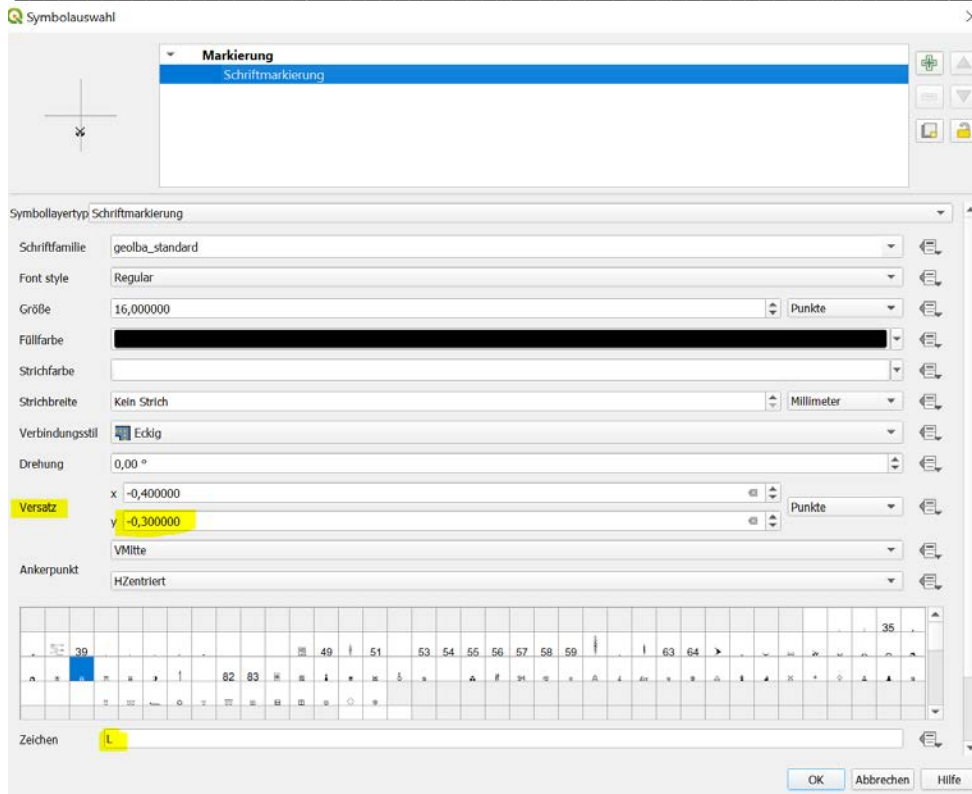 Symbolauswahl
Markierung
Schriftmarkierung
Symbollayertyp Schriftmarkierung
Schriftfamilie geolba_standard
Font style Regular
Größe 16,000000 Punkte
Füllfarbe
Strichfarbe
Strichbreite Kein Strich Millimeter
Verbindungsstil Eckig
Drehung 0,00 °
x -0,400000
Versatz Punkte
y -0,300000
VMitte
Ankerpunkt
HZentriert
35
39 49 51 53 54 55 56 57 58 59 63 64
82 83
Zeichen L
OK Abbrechen Hilfe